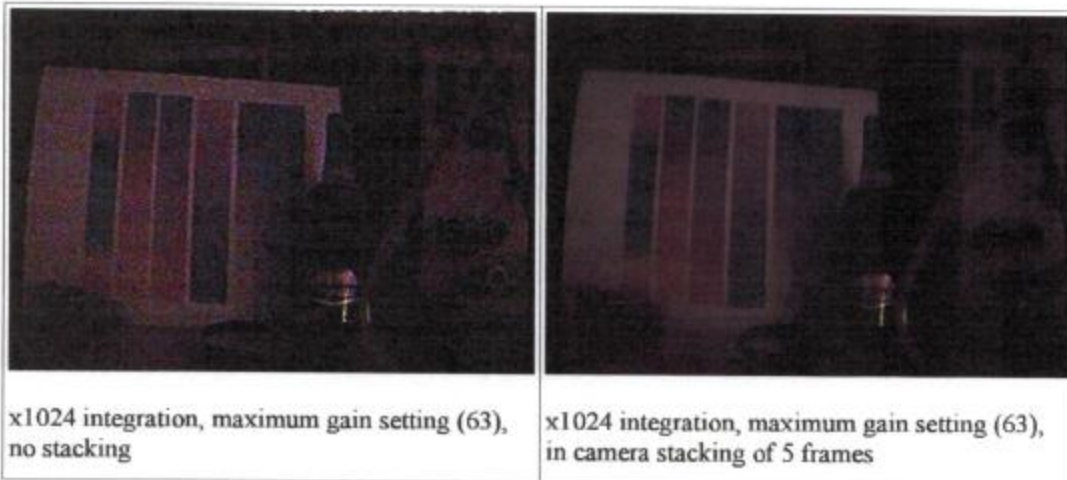 x1024 integration, maximum gain setting (63),
no stacking
x1024 integration, maximum gain setting (63),
in camera stacking of 5 frames